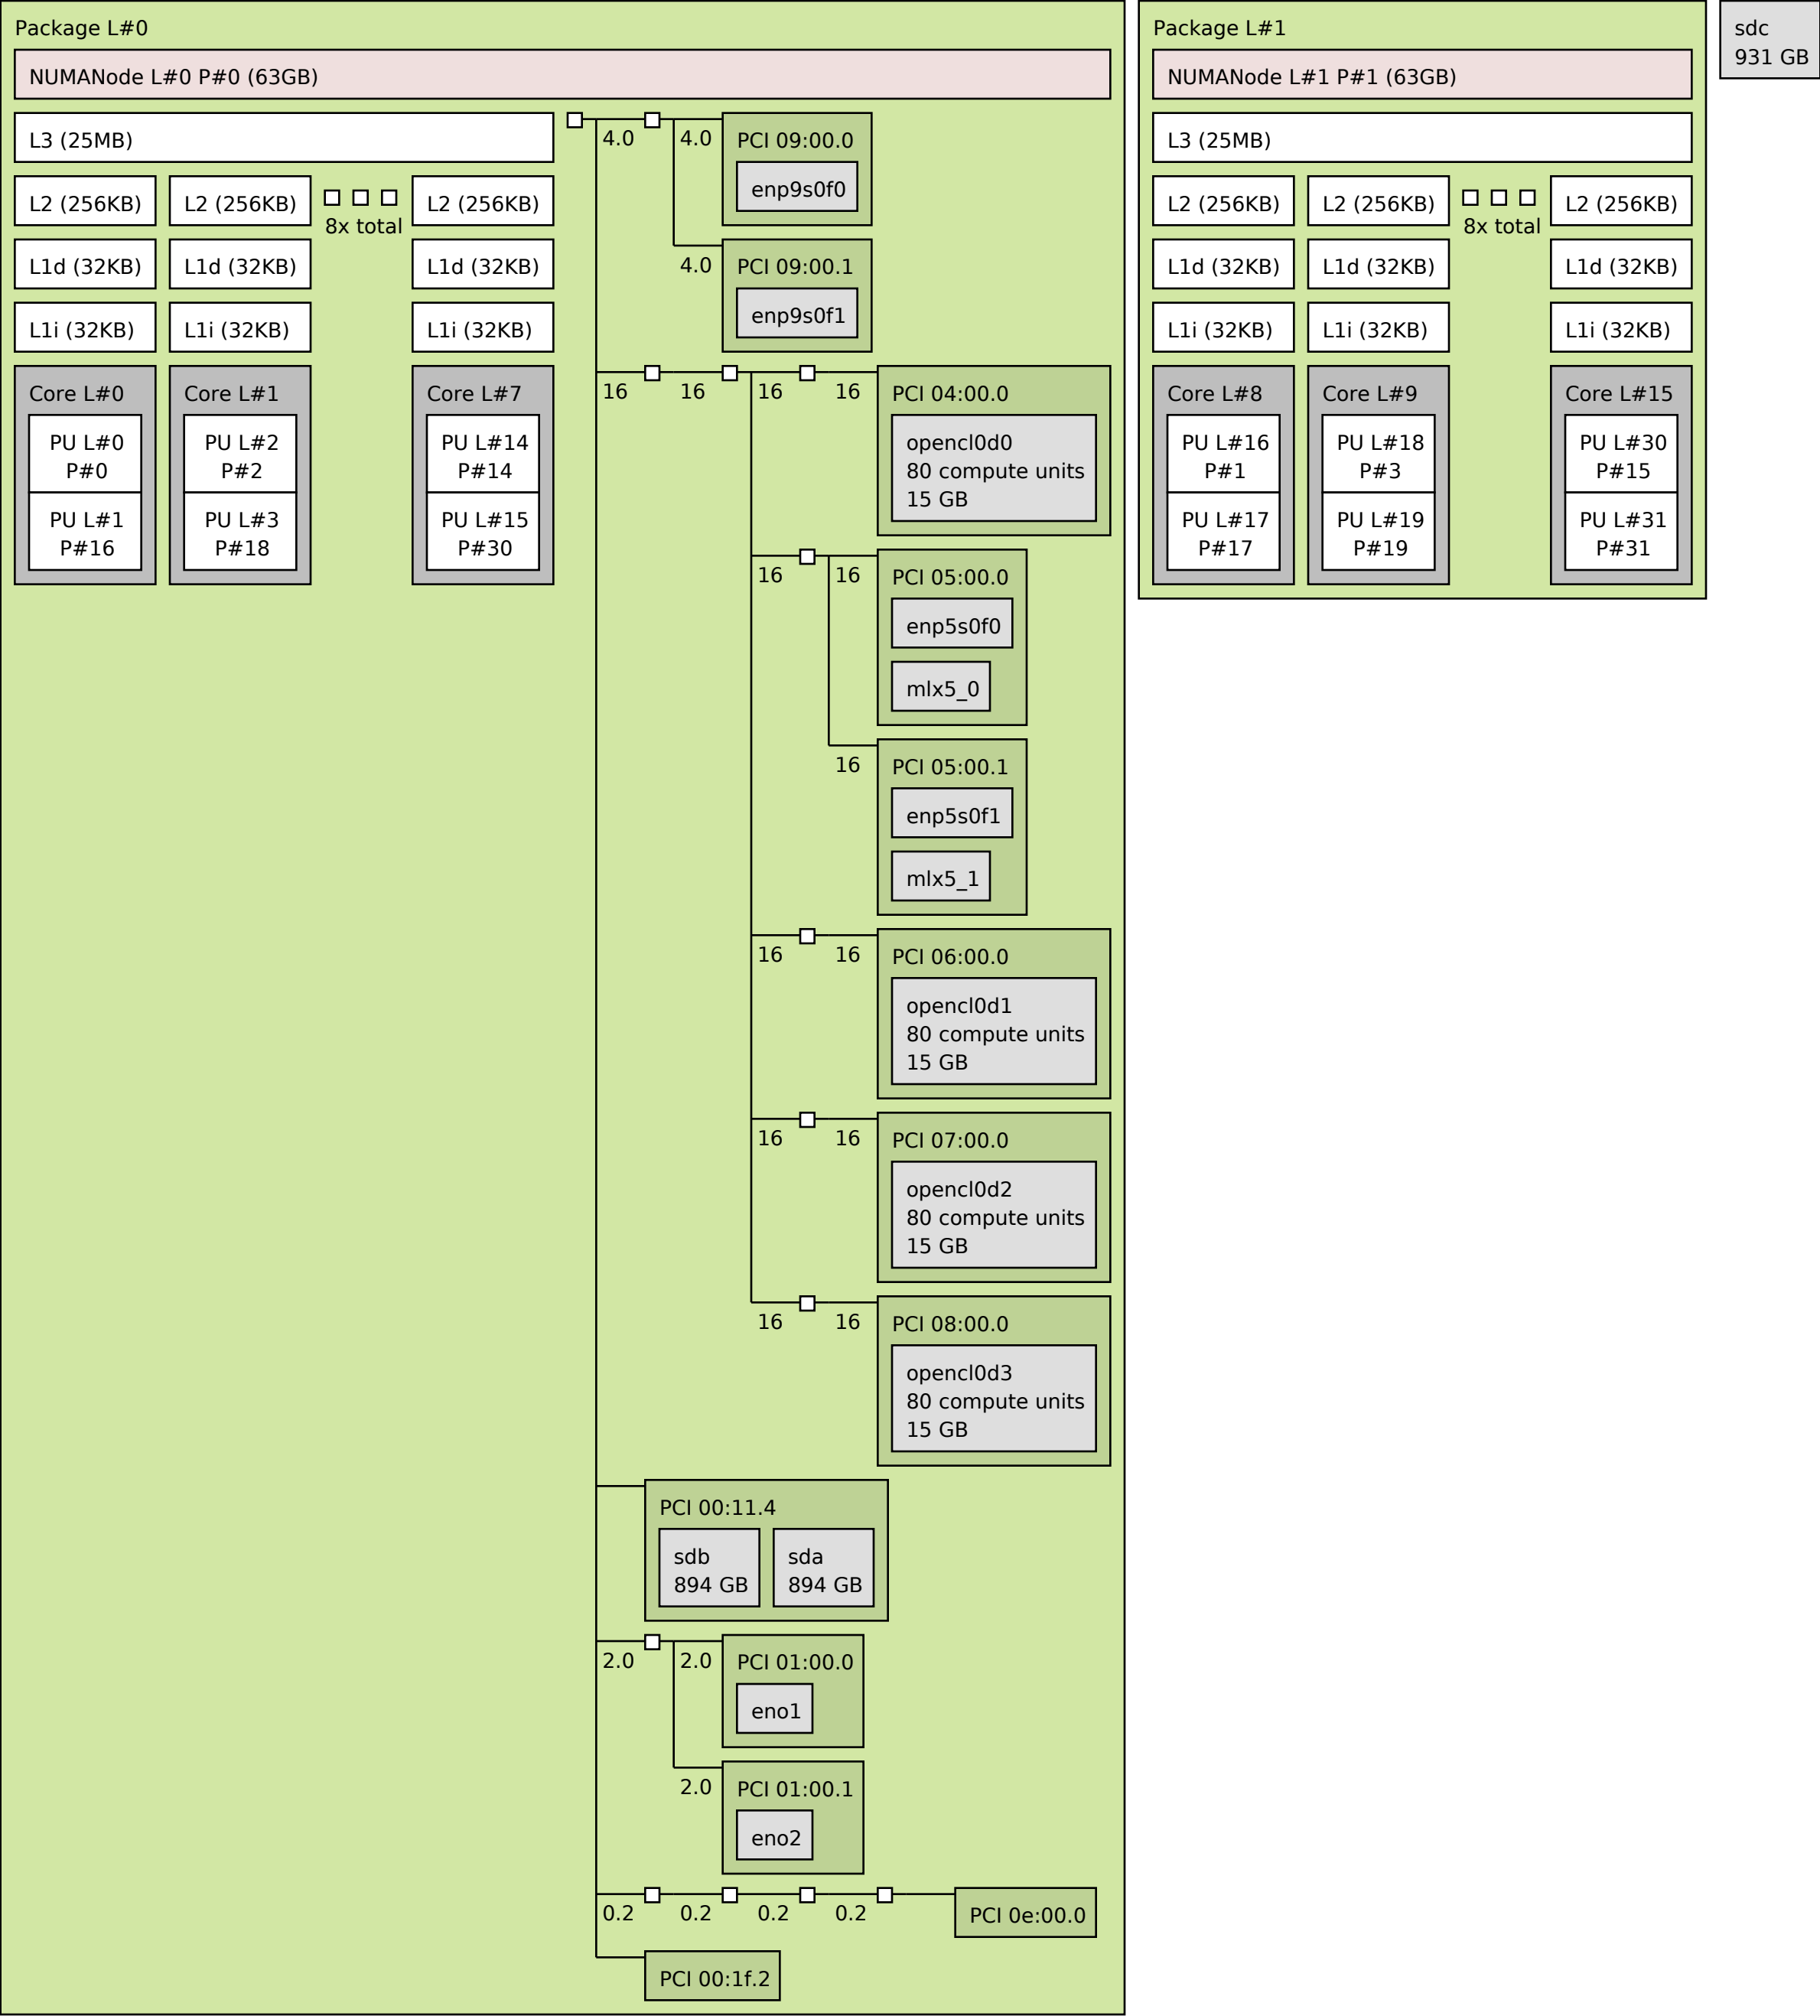 Package L#0
NUMANode L#0 P#0 (63GB)
L3 (25MB)
L2 (256KB)
L2 (256KB)
8x total
L2 (256KB)
L1d (32KB)
L1d (32KB)
L1d (32KB)
L1i (32KB)
L1i (32KB)
L1i (32KB)
Core L#0
PU L#0
P#0
PU L#1
P#16
Core L#1
PU L#2
P#2
PU L#3
P#18
Core L#7
PU L#14
P#14
PU L#15
P#30
4.0
4.0
PCI 09:00.0
enp9s0f0
4.0
PCI 09:00.1
enp9s0f1
16
16
16
16
PCI 04:00.0
opencl0d0
80 compute units
15 GB
16
16
PCI 05:00.0
enp5s0f0
mlx5_0
16
PCI 05:00.1
enp5s0f1
mlx5_1
16
16
PCI 06:00.0
opencl0d1
80 compute units
15 GB
16
16
PCI 07:00.0
opencl0d2
80 compute units
15 GB
16
16
PCI 08:00.0
opencl0d3
80 compute units
15 GB
PCI 00:11.4
sdb
894 GB
sda
894 GB
2.0
2.0
PCI 01:00.0
eno1
2.0
PCI 01:00.1
eno2
0.2
0.2
0.2
0.2
PCI 0e:00.0
PCI 00:1f.2
Package L#1
NUMANode L#1 P#1 (63GB)
L3 (25MB)
L2 (256KB)
L2 (256KB)
8x total
L2 (256KB)
L1d (32KB)
L1d (32KB)
L1d (32KB)
L1i (32KB)
L1i (32KB)
L1i (32KB)
Core L#8
PU L#16
P#1
PU L#17
P#17
Core L#9
PU L#18
P#3
PU L#19
P#19
Core L#15
PU L#30
P#15
PU L#31
P#31
sdc
931 GB